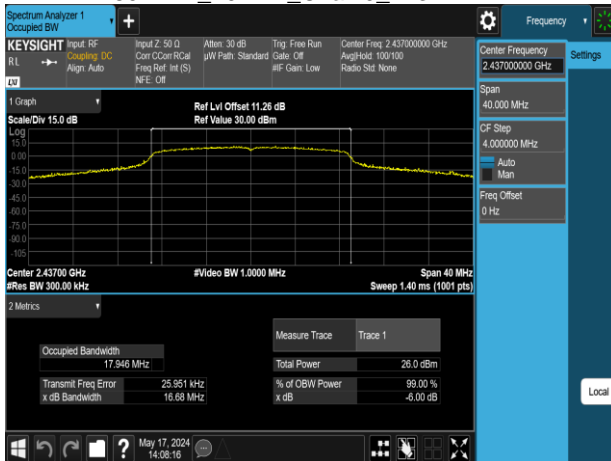 Spectrum Analyzer 1
Occupied BW
Frequency
KEYSIGHT
RL
LXI
Input: RF
Coupling: DC
Align: Auto
Input Z: 50 Ω
Corr CCorr RCal
Freq Ref: Int (S)
NFE: Off
Atten: 30 dB
µW Path: Standard
Trig: Free Run
Gate: Off
#IF Gain: Low
Center Freq: 2.437000000 GHz
Avg|Hold: 100/100
Radio Std: None
Center Frequency
2.437000000 GHz
Settings
Span
40.000 MHz
CF Step
4.000000 MHz
Auto
Man
Freq Offset
0 Hz
Local
1 Graph
Scale/Div 15.0 dB
Ref Lvl Offset 11.26 dB
Ref Value 30.00 dBm
Log
15.0
0.00
-15.0
-30.0
-45.0
-60.0
-75.0
-90.0
-105
Center 2.43700 GHz
#Res BW 300.00 kHz
#Video BW 1.0000 MHz
Span 40 MHz
Sweep 1.40 ms (1001 pts)
2 Metrics
Measure Trace Trace 1
Occupied Bandwidth
17.946 MHz
Total Power 26.0 dBm
Transmit Freq Error 25.951 kHz
% of OBW Power 99.00 %
x dB Bandwidth 16.68 MHz
x dB -6.00 dB
?
May 17, 2024
14:08:16